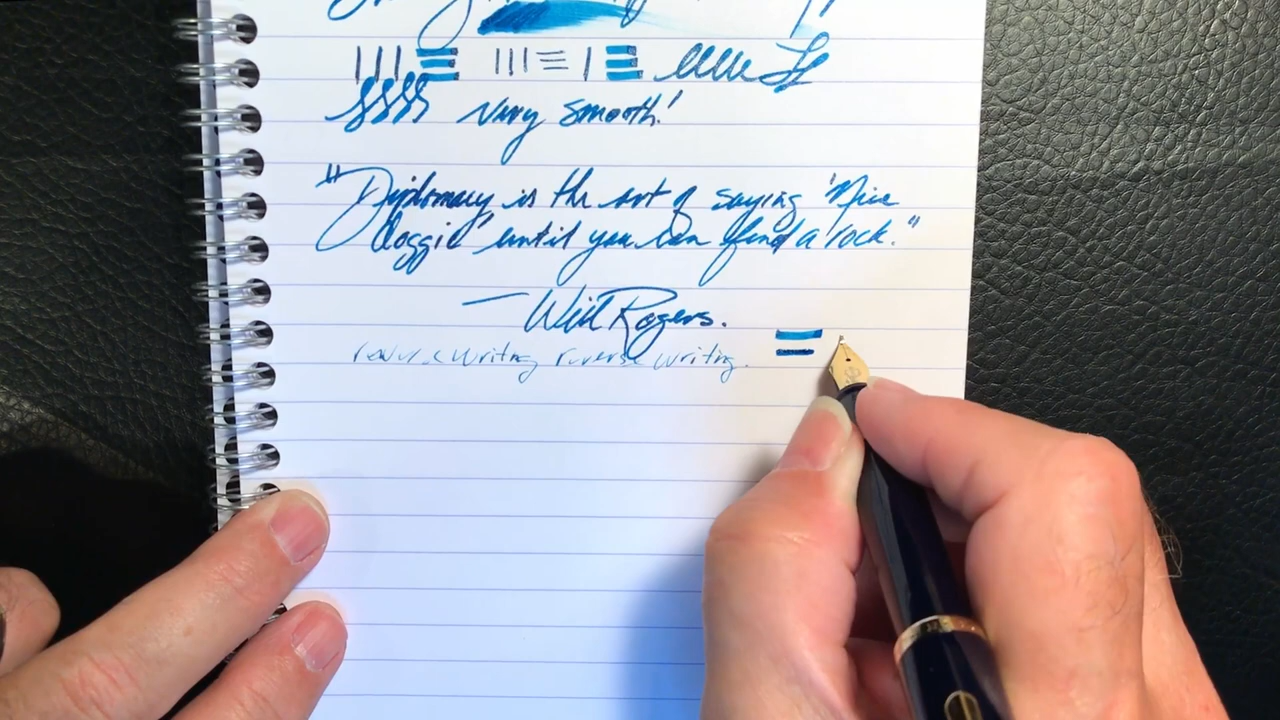 Very smooth!
"Diplomacy is the art of saying 'Nice
doggie' until you can find a rock."
— Will Rogers.
reverse writing reverse writing.